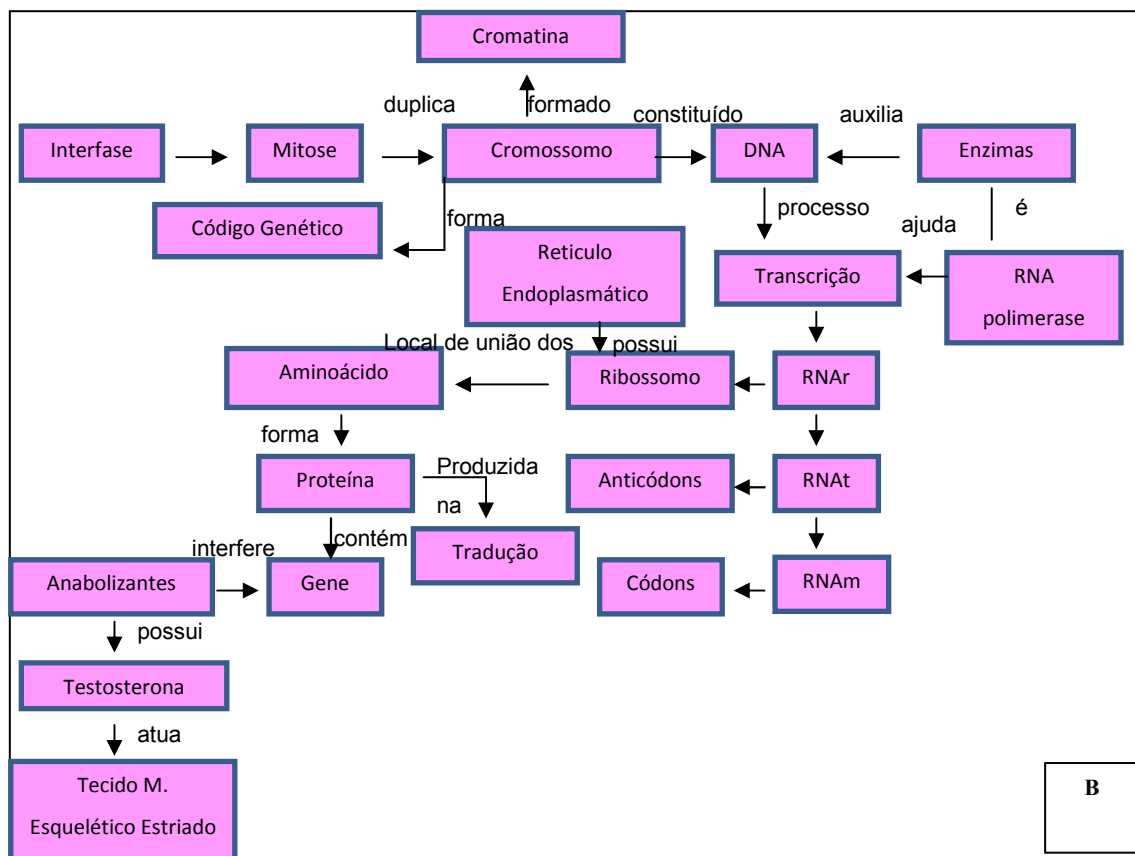 Cromatina
duplica
formado
constituído
auxilia
Interfase
Mitose
Cromossomo
DNA
Enzimas
Código Genético
forma
processo
é
ajuda
Reticulo
Endoplasmático
Transcrição
RNA
polimerase
Local de união dos
possui
Aminoácido
Ribossomo
RNAr
forma
Produzida
Proteína
na
Anticódons
RNAt
interfere
contém
Tradução
Anabolizantes
Gene
Códons
RNAm
possui
Testosterona
atua
Tecido M.
Esquelético Estriado
B